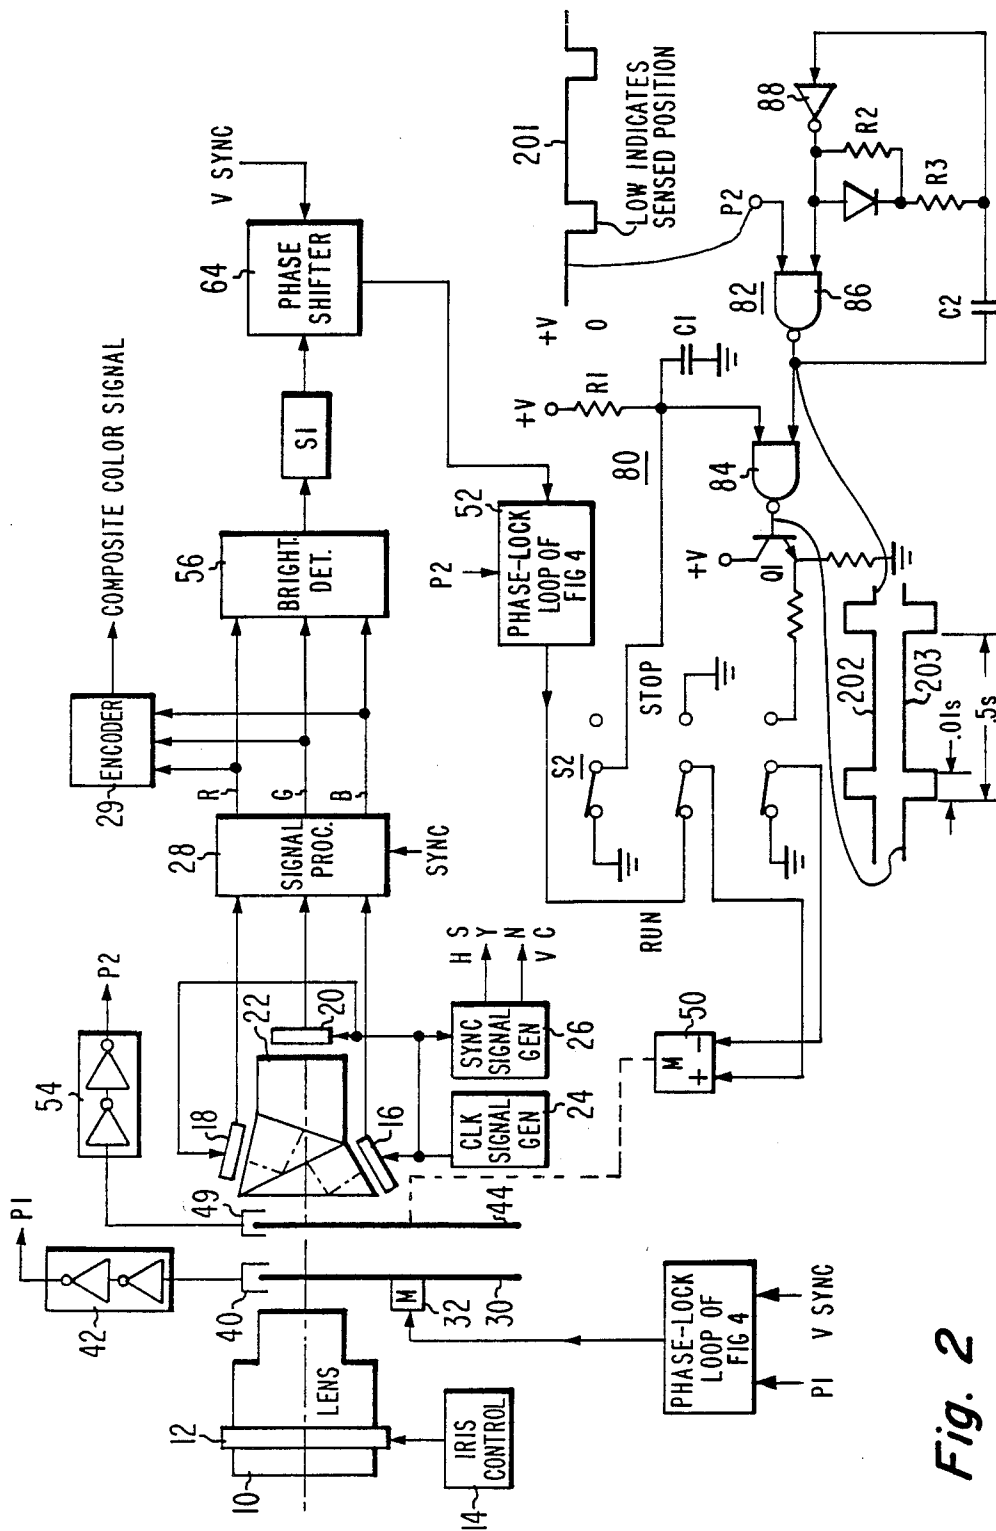 COMPOSITE COLOR SIGNAL
V SYNC
29
ENCODER
64
PHASE
SHIFTER
P1
P2
54
42
R
G
B
28
SIGNAL
PROC.
SYNC
56
BRIGHT.
DET.
S1
201
LOW INDICATES
SENSED POSITION
+V
0
49
18
22
20
40
12
10
LENS
16
H S
Y
N
V C
P2
52
PHASE-LOCK
LOOP OF
FIG 4
+V
R1
C1
80
82
P2
86
88
R2
R3
C2
M
32
30
44
CLK
SIGNAL
GEN
24
SYNC
SIGNAL
GEN
26
14
IRIS
CONTROL
S2
STOP
RUN
84
+V
Q1
M
+ −
50
202
203
.01s
.5s
PHASE-LOCK
LOOP OF
FIG 4
P1
V SYNC
Fig. 2